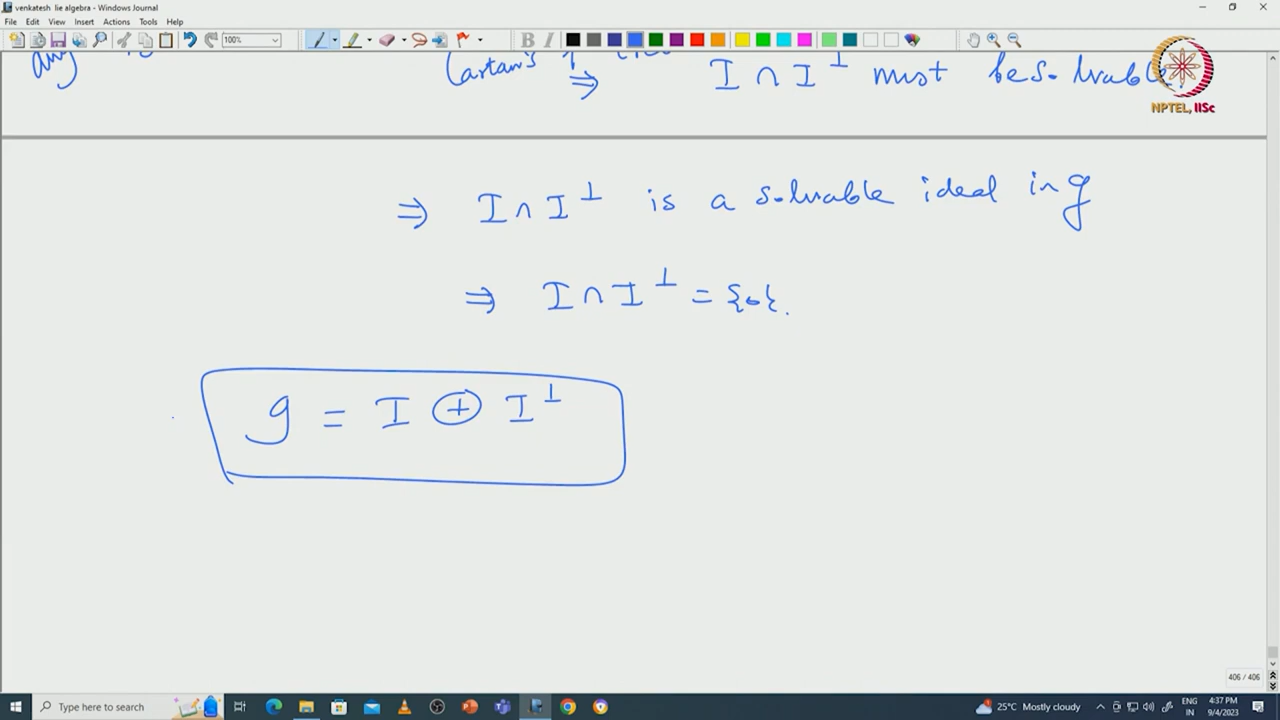 venkatesh lie algebra - Windows Journal
File Edit View Insert Actions Tools Help
100%
any
Cartan's
⇒ I ∩ I⊥ must be solvable
NPTEL, IISc
⇒ I ∩ I⊥ is a solvable ideal in g
⇒ I ∩ I⊥ = {0}.
g = I ⊕ I⊥
406 / 406
Type here to search
25°C Mostly cloudy
ENG
IN
4:37 PM
9/4/2023